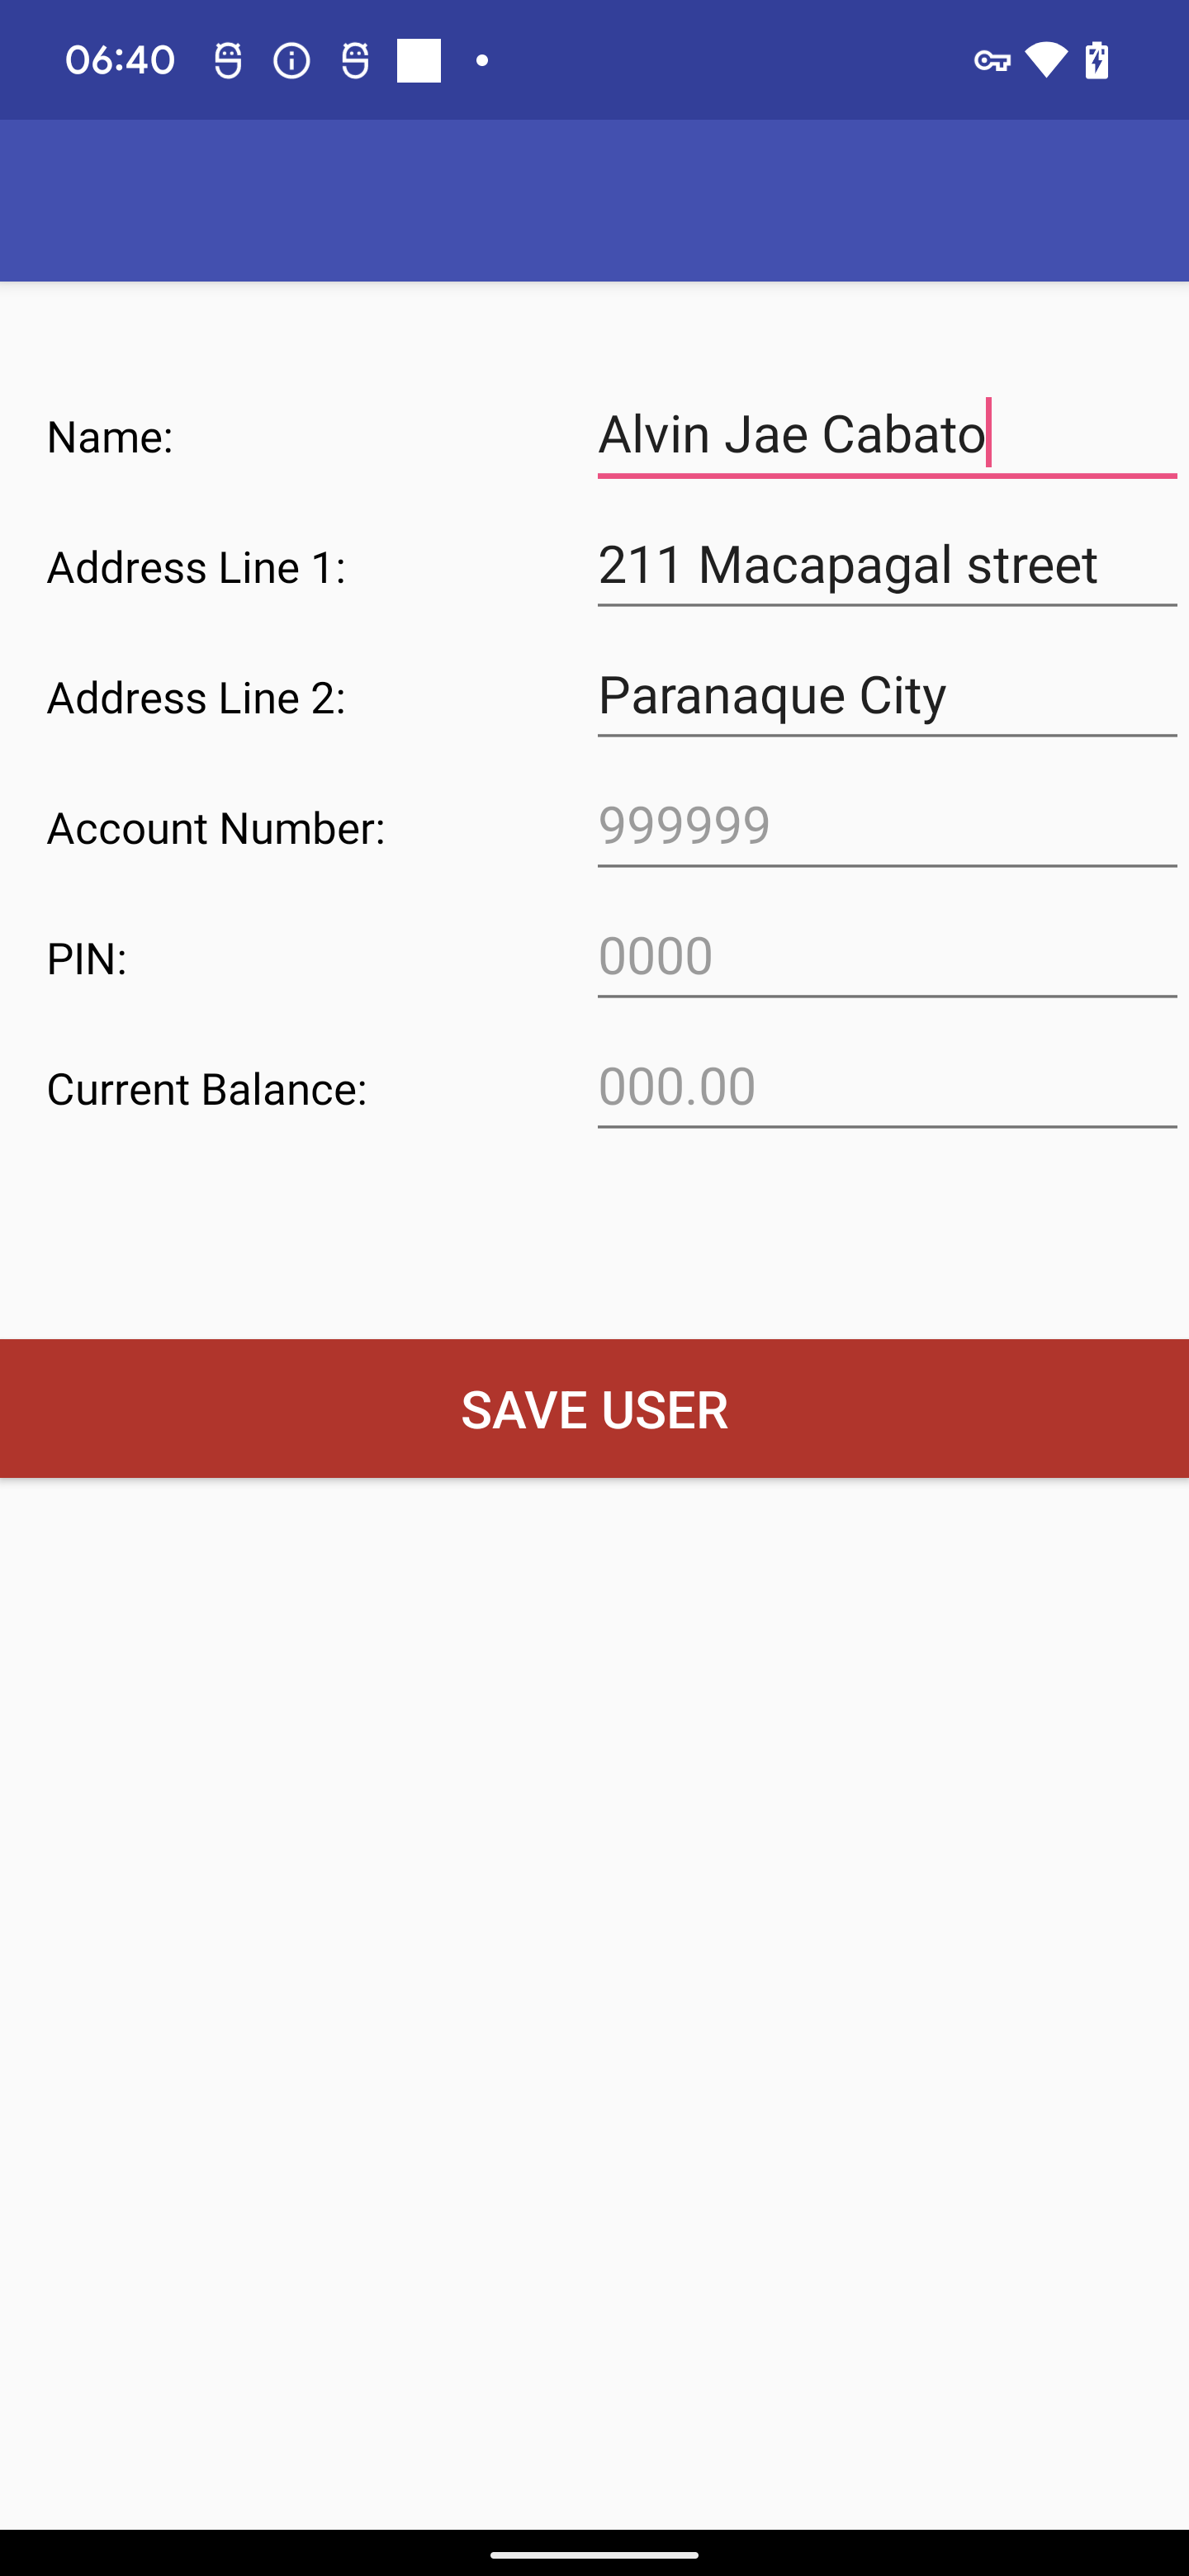 06:40
Name: Alvin Jae Cabato
Address Line 1: 211 Macapagal street
Address Line 2: Paranaque City
Account Number: 999999
PIN: 0000
Current Balance: 000.00
SAVE USER